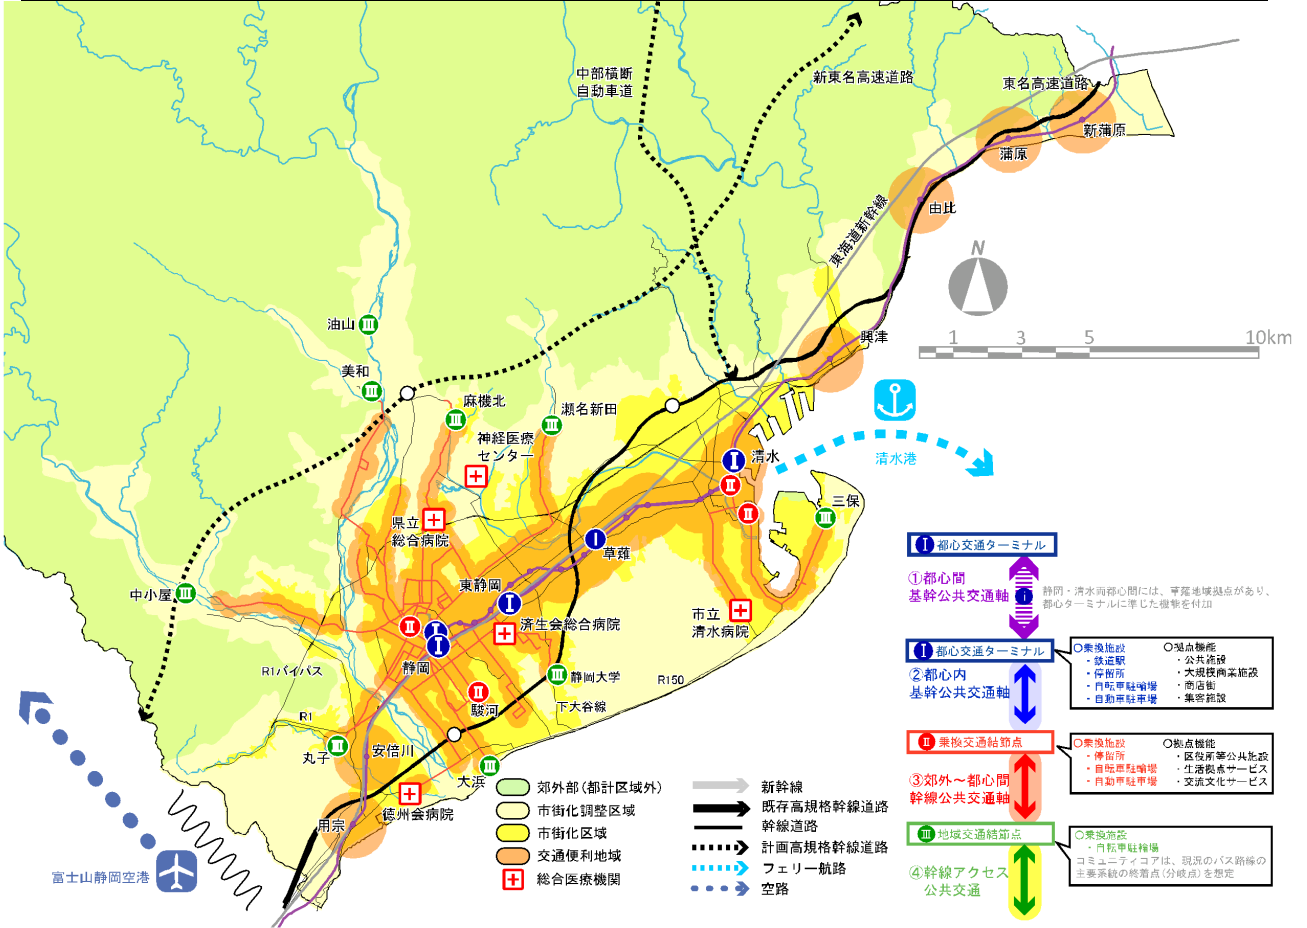 中部横断
自動車道
新東名高速道路
東名高速道路
新蒲原
蒲原
由比
東海道新幹線
N
1 3 5 10km
興津
油山
III
美和
III
麻機北
III
瀬名新田
III
神経医療
センター
清水港
I
清水
II
II
三保
III
県立
総合病院
I
草薙
東静岡
I
中小屋
III
II
I
I
静岡
済生会総合病院
市立
清水病院
R1バイパス
III
静岡大学
R150
II
駿河
下大谷線
R1
III
丸子
安倍川
大浜
III
徳州会病院
用宗
富士山静岡空港
郊外部(都計区域外)
市街化調整区域
市街化区域
交通便利地域
総合医療機関
新幹線
既存高規格幹線道路
幹線道路
計画高規格幹線道路
フェリー航路
空路
I 都心交通ターミナル
①都心間
基幹公共交通軸
i
静岡・清水両都心間には、草薙地域拠点があり、
都心ターミナルに準じた機能を付加
I 都心交通ターミナル
②都心内
基幹公共交通軸
〇乗換施設
・鉄道駅
・停留所
・自転車駐輪場
・自動車駐車場
〇拠点機能
・公共施設
・大規模商業施設
・商店街
・集客施設
II 乗換交通結節点
③郊外～都心間
幹線公共交通軸
〇乗換施設
・停留所
・自転車駐輪場
・自動車駐車場
〇拠点機能
・区役所等公共施設
・生活拠点サービス
・交流文化サービス
III 地域交通結節点
④幹線アクセス
公共交通
〇乗換施設
・自転車駐輪場
コミュニティコアは、現況のバス路線の
主要系統の終着点(分岐点)を想定